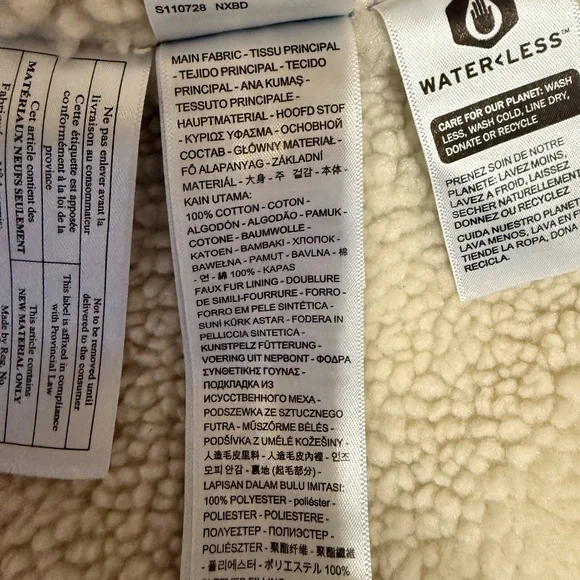 S110728 NXBD
MAIN FABRIC - TISSU PRINCIPAL
- TEJIDO PRINCIPAL - TECIDO
PRINCIPAL - ANA KUMAŞ -
TESSUTO PRINCIPALE -
HAUPTMATERIAL - HOOFD STOF
- ΚΥΡΙΟΣ ΥΦΑΣΜΑ - ОСНОВНОЙ
СОСТАВ - GŁÓWNY MATERIAŁ -
FŐ ALAPANYAG - ZÁKLADNÍ
MATERIÁL - 大身 - 주 겉감 - 本体 -
KAIN UTAMA:
100% COTTON - COTON -
ALGODÓN - ALGODÃO - PAMUK -
COTONE - BAUMWOLLE -
KATOEN - ΒΑΜΒΑΚΙ - ХЛОПОК -
BAWEŁNA - PAMUT - BAVLNA - 棉
- 면 - 綿 100% - KAPAS
FAUX FUR LINING - DOUBLURE
DE SIMILI-FOURRURE - FORRO -
FORRO EM PELE SINTÉTICA -
SUNİ KÜRK ASTAR - FODERA IN
PELLICCIA SINTETICA -
KUNSTPELZ FÜTTERUNG -
VOERING UIT NEPBONT - ΦΟΔΡΑ
ΣΥΝΘΕΤΙΚΗΣ ΓΟΥΝΑΣ -
ПОДКЛАДКА ИЗ
ИСКУССТВЕННОГО МЕХА -
PODSZEWKA ZE SZTUCZNEGO
FUTRA - MŰSZŐRME BÉLÉS -
PODŠÍVKA Z UMĚLÉ KOŽEŠINY -
人造毛皮里料 - 人造毛皮內裡 - 인조
모피 안감 - 裏地 (起毛部分) -
LAPISAN DALAM BULU IMITASI:
100% POLYESTER - poliéster -
POLIESTER - POLIESTERE -
ΠΟΛΥΕΣΤΕΡ - ПОЛИЭСТЕР -
POLIÉSZTER - 聚酯纤维 - 聚酯纖維
- 폴리에스터 - ポリエステル 100%
WATER<LESS™
CARE FOR OUR PLANET: WASH
LESS, WASH COLD, LINE DRY,
DONATE OR RECYCLE
PRENEZ SOIN DE NOTRE
PLANÈTE: LAVEZ MOINS,
LAVEZ À FROID, LAISSEZ
SÉCHER NATURELLEMENT
DONNEZ OU RECYCLEZ
CUIDA NUESTRO PLANETA
LAVA MENOS, LAVA EN
TIENDE LA ROPA, DONA
RECICLA.
Ne pas enlever avant la
livraison au consommateur
Cette étiquette est apposée
conformément à la loi de la
province
Cet article contient des
MATÉRIAUX NEUFS SEULEMENT
Not to be removed until
delivered to the consumer
This label is affixed in compliance
with Provincial Law
This article contains
NEW MATERIAL ONLY
Made by Reg. No.